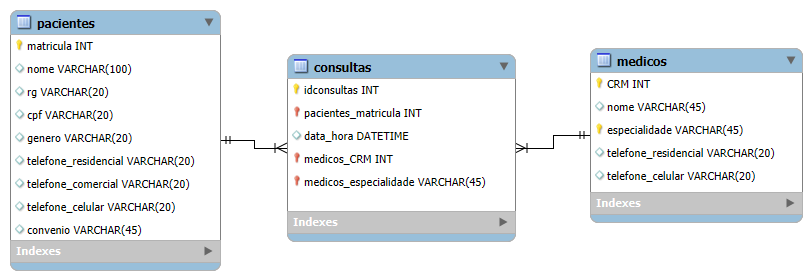 pacientes
matricula INT
nome VARCHAR(100)
rg VARCHAR(20)
cpf VARCHAR(20)
genero VARCHAR(20)
telefone_residencial VARCHAR(20)
telefone_comercial VARCHAR(20)
telefone_celular VARCHAR(20)
convenio VARCHAR(45)
Indexes
consultas
idconsultas INT
pacientes_matricula INT
data_hora DATETIME
medicos_CRM INT
medicos_especialidade VARCHAR(45)
Indexes
medicos
CRM INT
nome VARCHAR(45)
especialidade VARCHAR(45)
telefone_residencial VARCHAR(20)
telefone_celular VARCHAR(20)
Indexes